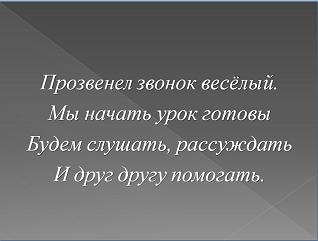 Прозвенел звонок весёлый.
Мы начать урок готовы
Будем слушать, рассуждать
И друг другу помогать.